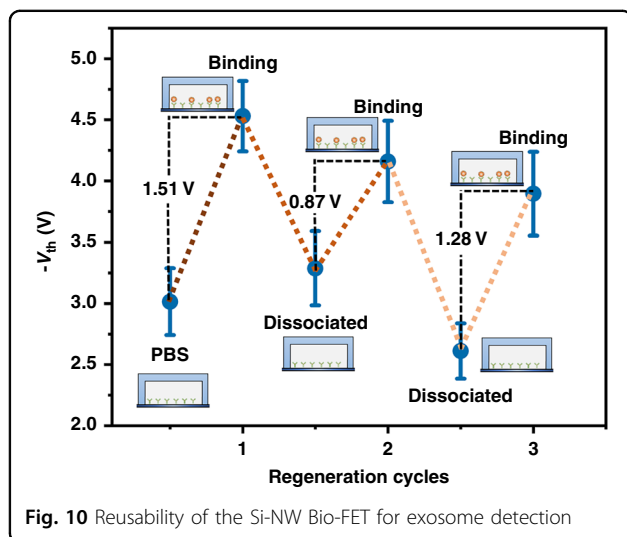 Binding
Binding
Binding
1.51 V
0.87 V
1.28 V
PBS
Dissociated
Dissociated
5.0
4.5
4.0
3.5
3.0
2.5
2.0
-Vth (V)
1
2
3
Regeneration cycles
Fig. 10 Reusability of the Si-NW Bio-FET for exosome detection